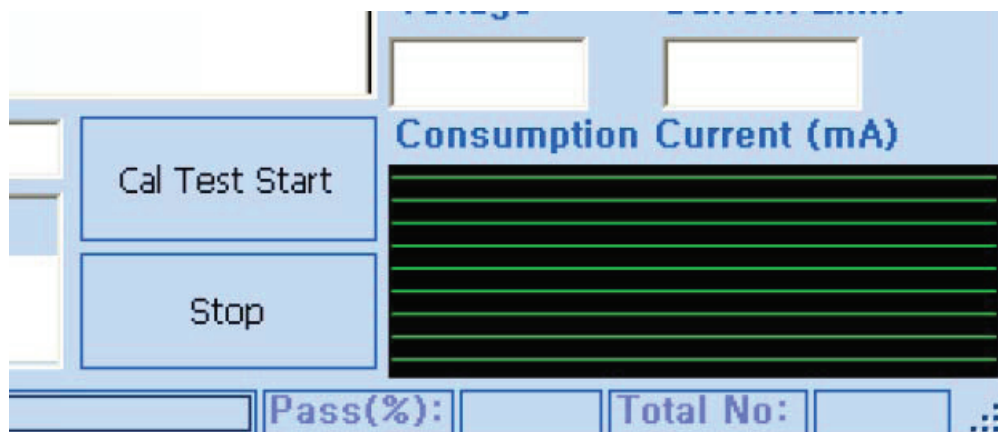 Consumption Current (mA)
Cal Test Start
Stop
Pass(%):
Total No: